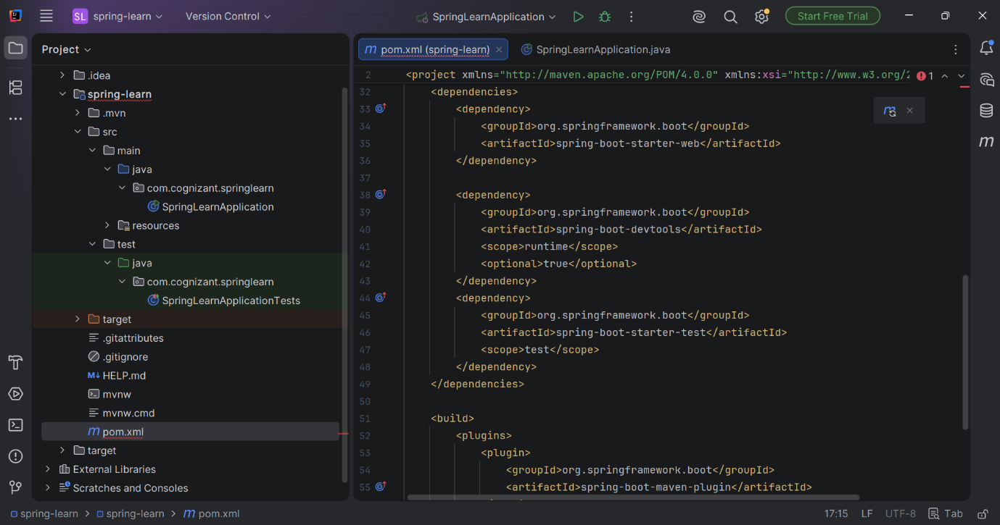 SL spring-learn Version Control SpringLearnApplication Start Free Trial
Project
.idea
spring-learn
.mvn
src
main
java
com.cognizant.springlearn
SpringLearnApplication
resources
test
java
com.cognizant.springlearn
SpringLearnApplicationTests
target
.gitattributes
.gitignore
M↓ HELP.md
mvnw
mvnw.cmd
m pom.xml
target
External Libraries
Scratches and Consoles
m pom.xml (spring-learn) SpringLearnApplication.java
2 <project xmlns="http://maven.apache.org/POM/4.0.0" xmlns:xsi="http://www.w3.org/2 1
32 <dependencies>
33 <dependency>
34 <groupId>org.springframework.boot</groupId>
35 <artifactId>spring-boot-starter-web</artifactId>
36 </dependency>
37
38 <dependency>
39 <groupId>org.springframework.boot</groupId>
40 <artifactId>spring-boot-devtools</artifactId>
41 <scope>runtime</scope>
42 <optional>true</optional>
43 </dependency>
44 <dependency>
45 <groupId>org.springframework.boot</groupId>
46 <artifactId>spring-boot-starter-test</artifactId>
47 <scope>test</scope>
48 </dependency>
49 </dependencies>
50
51 <build>
52 <plugins>
53 <plugin>
54 <groupId>org.springframework.boot</groupId>
55 <artifactId>spring-boot-maven-plugin</artifactId>
m
m
spring-learn > spring-learn > m pom.xml 17:15 LF UTF-8 Tab